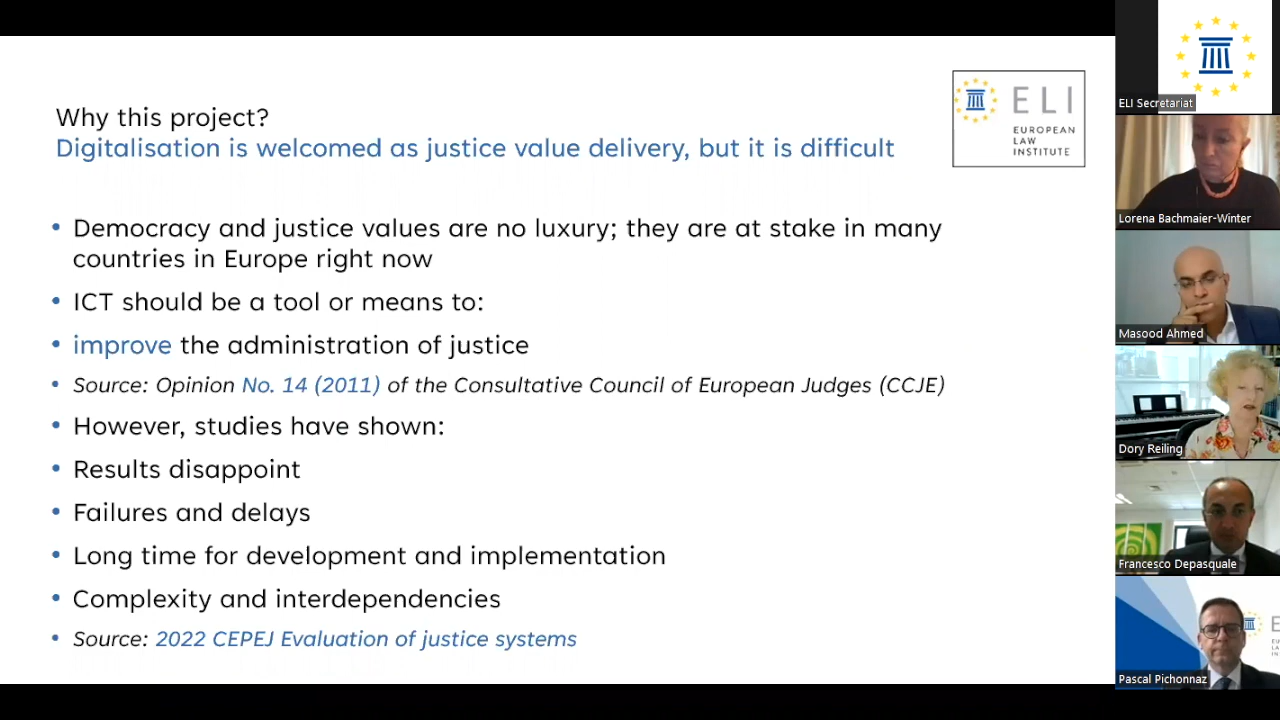 Why this project?
Digitalisation is welcomed as justice value delivery, but it is difficult
ELI
EUROPEAN
LAW
INSTITUTE
• Democracy and justice values are no luxury; they are at stake in many
countries in Europe right now
• ICT should be a tool or means to:
• improve the administration of justice
• Source: Opinion No. 14 (2011) of the Consultative Council of European Judges (CCJE)
• However, studies have shown:
• Results disappoint
• Failures and delays
• Long time for development and implementation
• Complexity and interdependencies
• Source: 2022 CEPEJ Evaluation of justice systems
ELI Secretariat
Lorena Bachmaier-Winter
Masood Ahmed
Dory Reiling
Francesco Depasquale
Pascal Pichonnaz